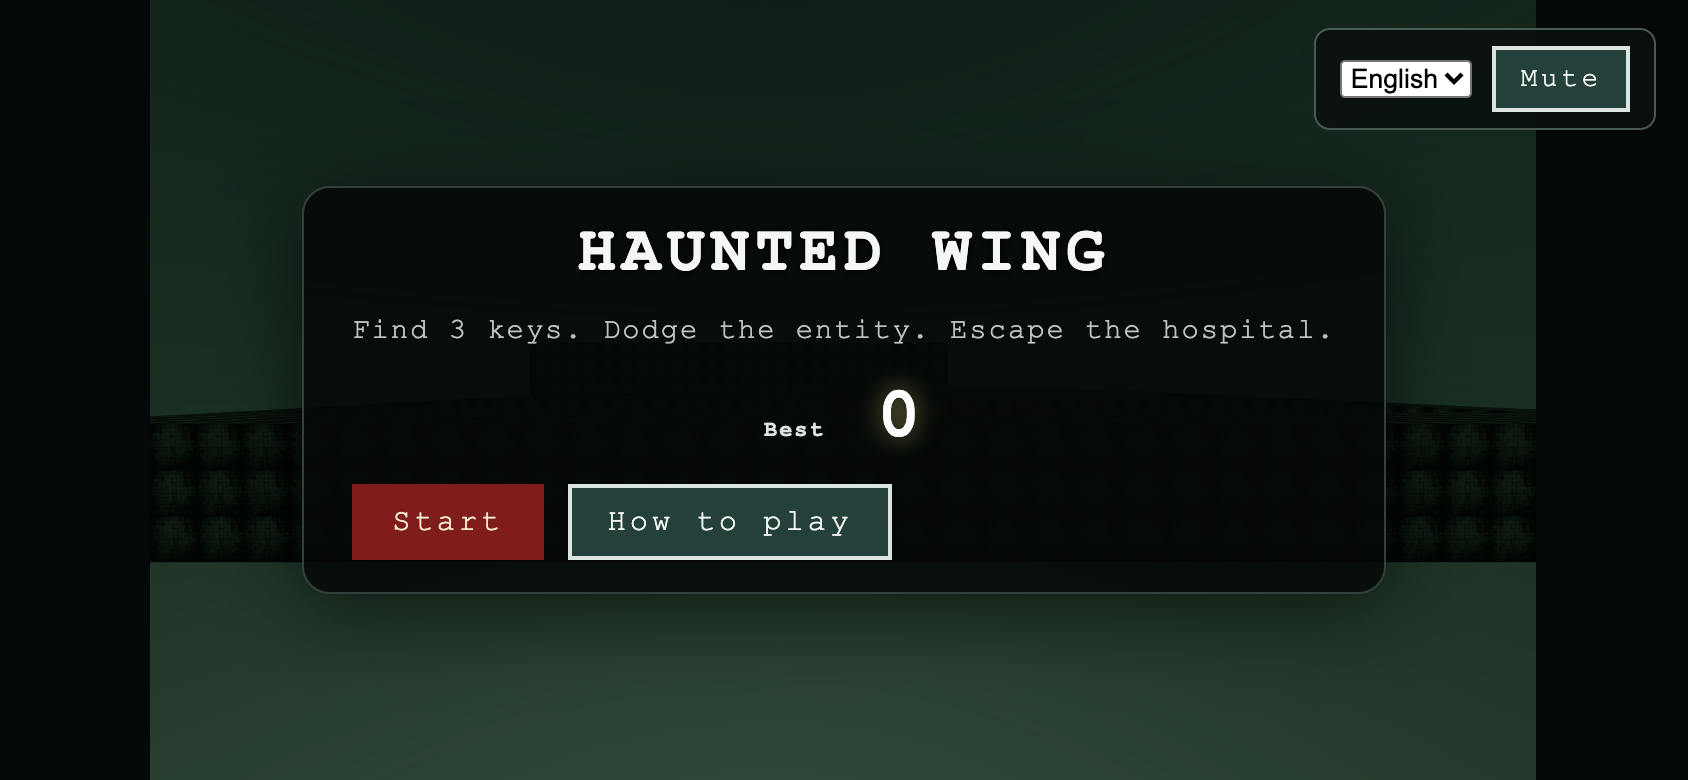 English
Mute
HAUNTED WING
Find 3 keys. Dodge the entity. Escape the hospital.
Best 0
Start
How to play